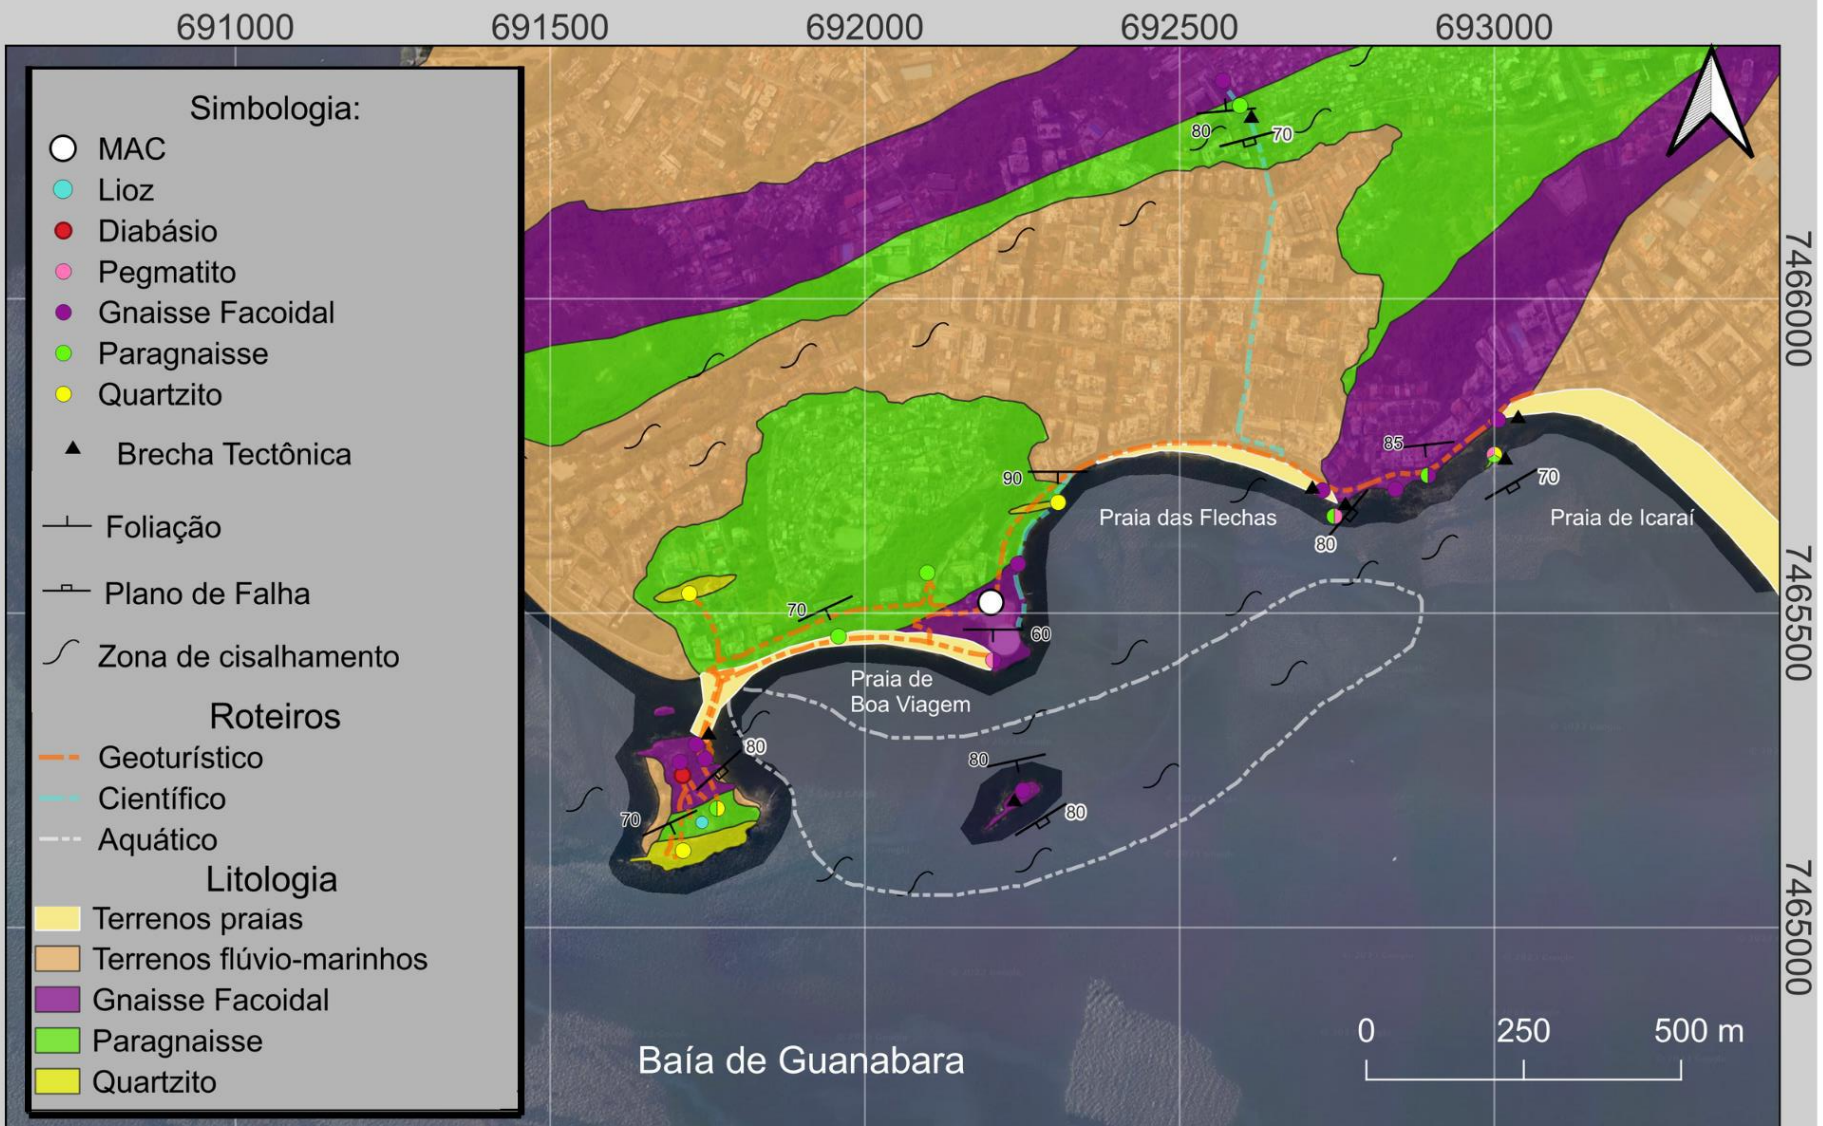 691000 691500 692000 692500 693000
Simbologia:
MAC
Lioz
Diabásio
Pegmatito
Gnaisse Facoidal
Paragnaisse
Quartzito
Brecha Tectônica
Foliação
Plano de Falha
Zona de cisalhamento
Roteiros
Geoturístico
Científico
Aquático
Litologia
Terrenos praias
Terrenos flúvio-marinhos
Gnaisse Facoidal
Paragnaisse
Quartzito
80
70
85
90
70
Praia das Flechas
Praia de Icaraí
80
70
60
Praia de
Boa Viagem
80
80
70
80
Baía de Guanabara
0 250 500 m
7466000
7465500
7465000